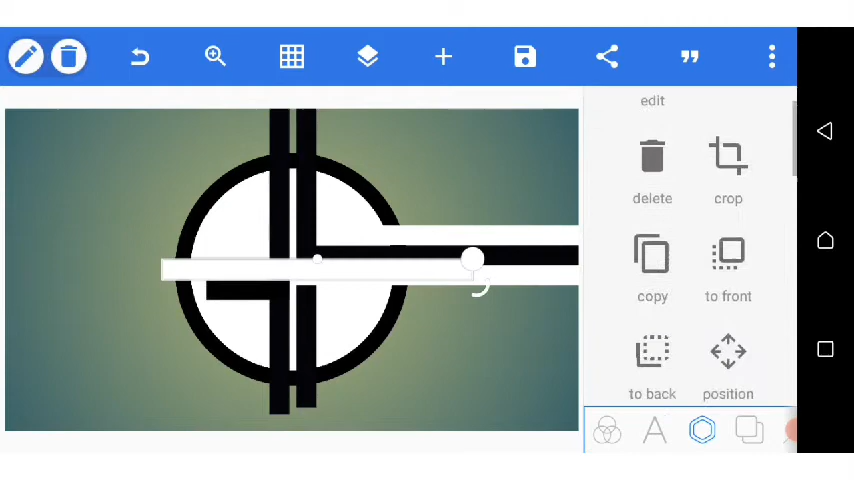 edit
delete crop
copy to front
to back position